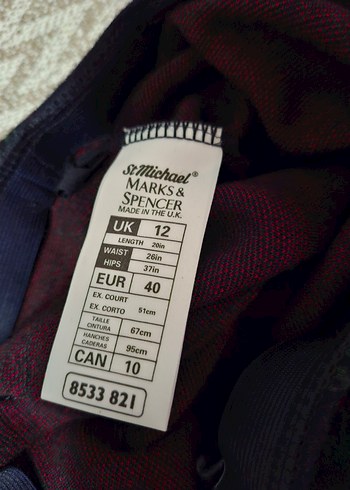 St Michael®
MARKS &
SPENCER
MADE IN THE U.K.
UK 12
LENGTH 20in
WAIST 26in
HIPS 37in
EUR 40
EX. COURT
EX. CORTO 51cm
TAILLE
CINTURA 67cm
HANCHES
CADERAS 95cm
CAN 10
8533 821